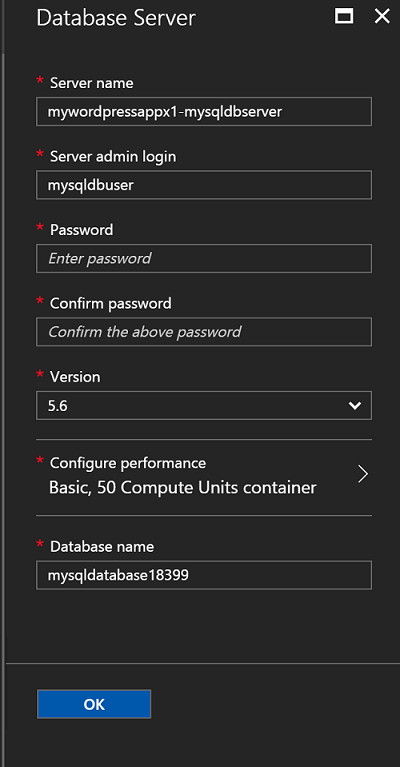 Database Server
* Server name
mywordpressappx1-mysqldbserver
* Server admin login
mysqldbuser
* Password
Enter password
* Confirm password
Confirm the above password
* Version
5.6
* Configure performance
Basic, 50 Compute Units container
* Database name
mysqldatabase18399
OK